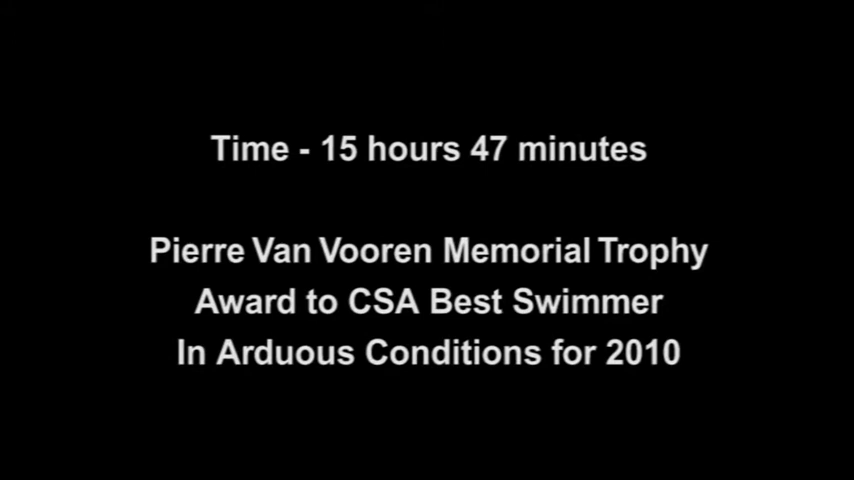 Time - 15 hours 47 minutes
Pierre Van Vooren Memorial Trophy
Award to CSA Best Swimmer
In Arduous Conditions for 2010